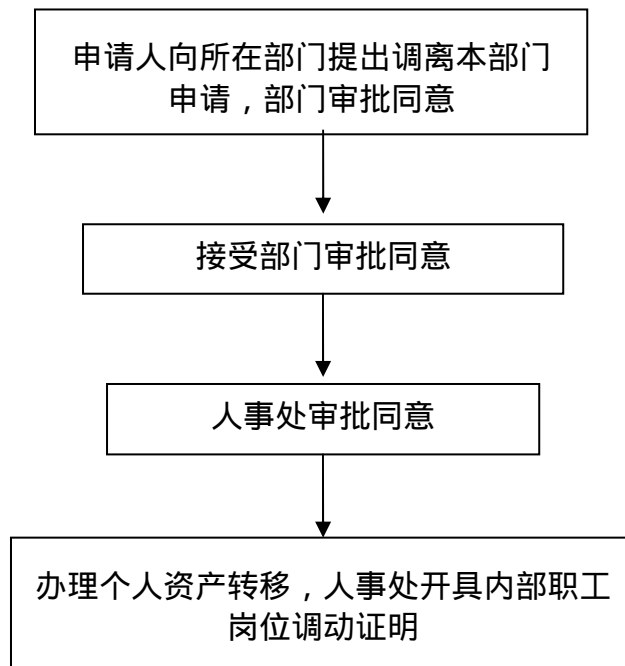 申请人向所在部门提出调离本部门
申请，部门审批同意
接受部门审批同意
人事处审批同意
办理个人资产转移，人事处开具内部职工
岗位调动证明